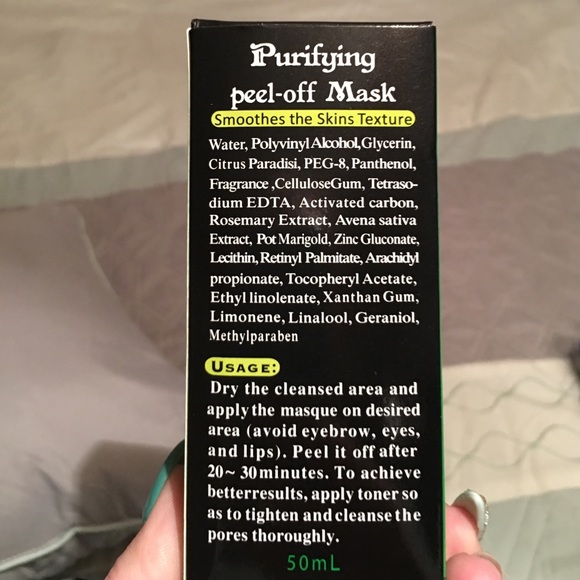 Purifying
peel-off Mask
Smoothes the Skins Texture
Water, Polyvinyl Alcohol,Glycerin,
Citrus Paradisi, PEG-8, Panthenol,
Fragrance ,CelluloseGum, Tetraso-
dium EDTA, Activated carbon,
Rosemary Extract, Avena sativa
Extract, Pot Marigold, Zinc Gluconate,
Lecithin, Retinyl Palmitate, Arachidyl
propionate, Tocopheryl Acetate,
Ethyl linolenate, Xanthan Gum,
Limonene, Linalool, Geraniol,
Methylparaben
USAGE:
Dry the cleansed area and
apply the masque on desired
area (avoid eyebrow, eyes,
and lips). Peel it off after
20~ 30minutes. To achieve
betterresults, apply toner so
as to tighten and cleanse the
pores thoroughly.
50mL